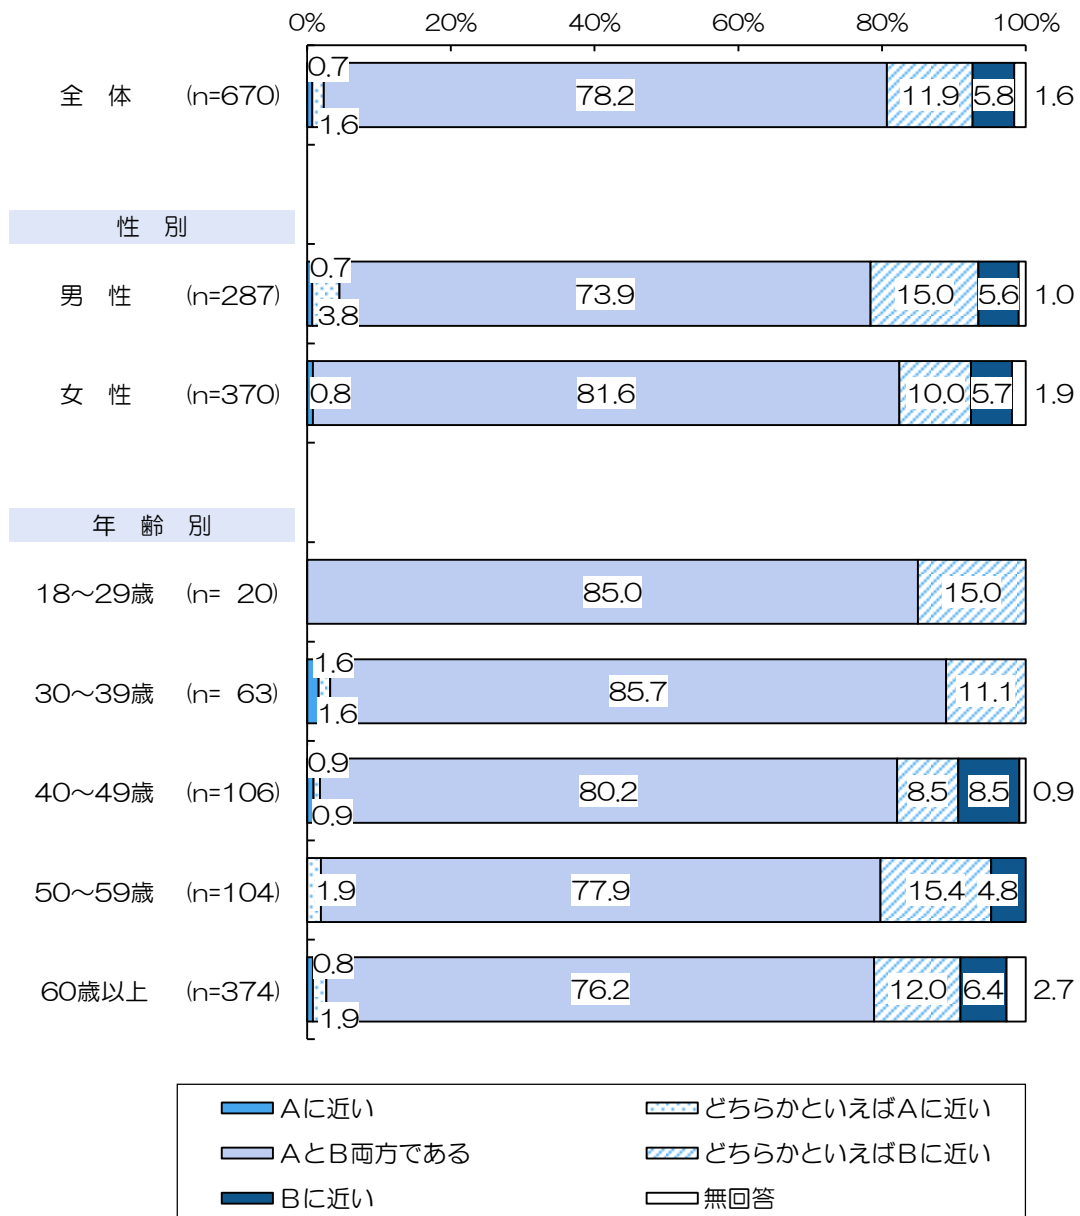 0% 20% 40% 60% 80% 100%
全 体 (n=670) 0.7 1.6 78.2 11.9 5.8 1.6
性 別
男 性 (n=287) 0.7 3.8 73.9 15.0 5.6 1.0
女 性 (n=370) 0.8 81.6 10.0 5.7 1.9
年 齢 別
18～29歳 (n= 20) 85.0 15.0
30～39歳 (n= 63) 1.6 1.6 85.7 11.1
40～49歳 (n=106) 0.9 0.9 80.2 8.5 8.5 0.9
50～59歳 (n=104) 1.9 77.9 15.4 4.8
60歳以上 (n=374) 0.8 1.9 76.2 12.0 6.4 2.7
Ａに近い どちらかといえばＡに近い
ＡとＢ両方である どちらかといえばＢに近い
Ｂに近い 無回答